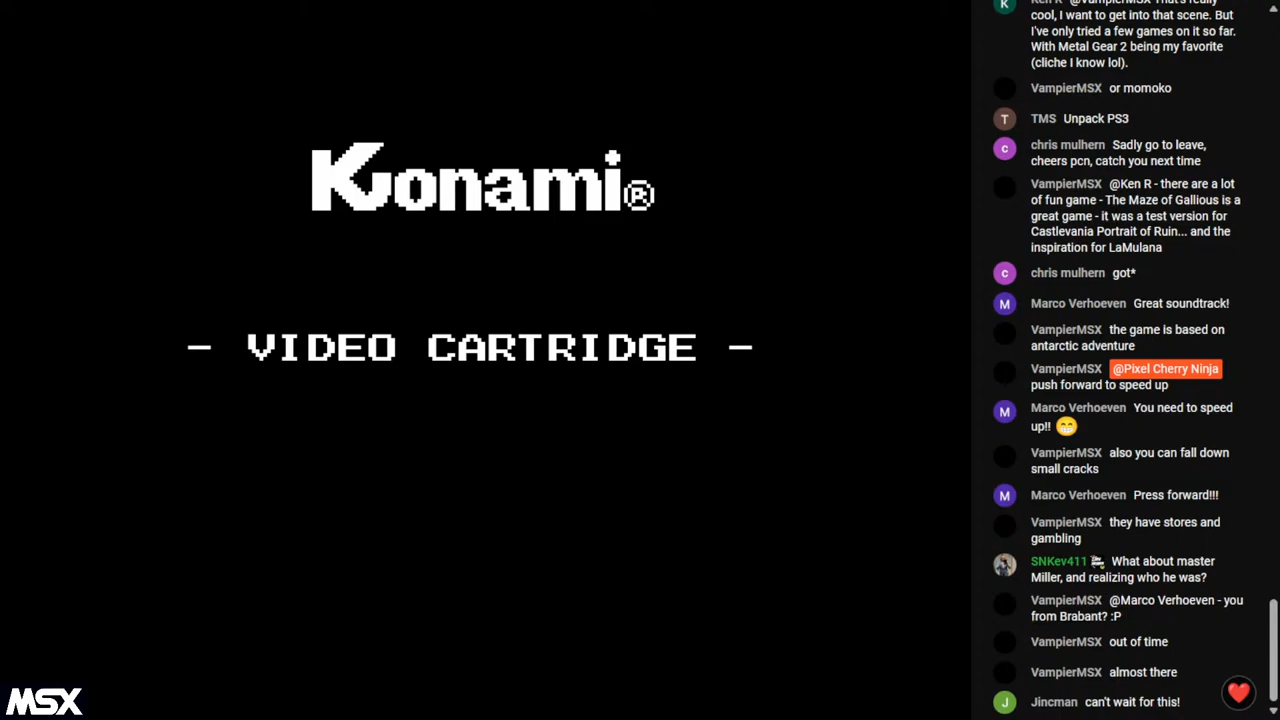 Konami®
- VIDEO CARTRIDGE -
MSX
K Ken R @VampierMSX That's really
cool, I want to get into that scene. But
I've only tried a few games on it so far.
With Metal Gear 2 being my favorite
(cliche I know lol).
VampierMSX or momoko
T TMS Unpack PS3
c chris mulhern Sadly go to leave,
cheers pcn, catch you next time
VampierMSX @Ken R - there are a lot
of fun game - The Maze of Gallious is a
great game - it was a test version for
Castlevania Portrait of Ruin... and the
inspiration for LaMulana
c chris mulhern got*
M Marco Verhoeven Great soundtrack!
VampierMSX the game is based on
antarctic adventure
VampierMSX @Pixel Cherry Ninja
push forward to speed up
M Marco Verhoeven You need to speed
up!! 😁
VampierMSX also you can fall down
small cracks
M Marco Verhoeven Press forward!!!
VampierMSX they have stores and
gambling
SNKev411 What about master
Miller, and realizing who he was?
VampierMSX @Marco Verhoeven - you
from Brabant? :P
VampierMSX out of time
VampierMSX almost there
J Jincman can't wait for this!